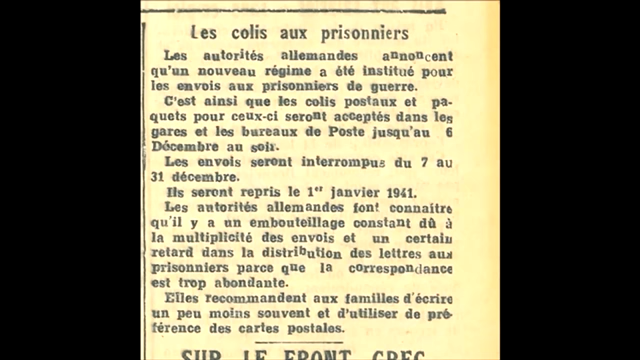 Les colis aux prisonniers
Les autorités allemandes annoncent
qu'un nouveau régime a été institué pour
les envois aux prisonniers de guerre.
C'est ainsi que les colis postaux et pa-
quets pour ceux-ci seront acceptés dans les
gares et les bureaux de Poste jusqu'au 6
Décembre au soir.
Les envois seront interrompus du 7 au
31 décembre.
Ils seront repris le 1er janvier 1941.
Les autorités allemandes font connaître
qu'il y a un embouteillage constant dû à
la multiplicité des envois et un certain
retard dans la distribution des lettres aux
prisonniers parce que la correspondance
est trop abondante.
Elles recommandent aux familles d'écrire
un peu moins souvent et d'utiliser de pré-
férence des cartes postales.
SUR LE FRONT GREC